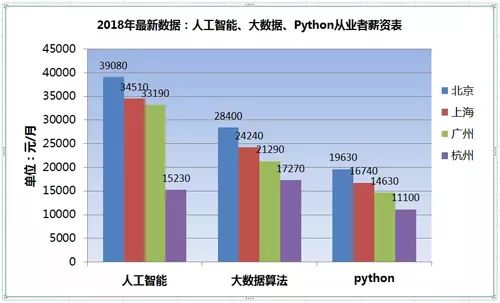 2018年最新数据：人工智能、大数据、Python从业者薪资表
单位：元/月
45000
40000
35000
30000
25000
20000
15000
10000
5000
0
39080
34510
33190
15230
28400
24240
21290
17270
19630
16740
14630
11100
人工智能
大数据算法
python
北京
上海
广州
杭州